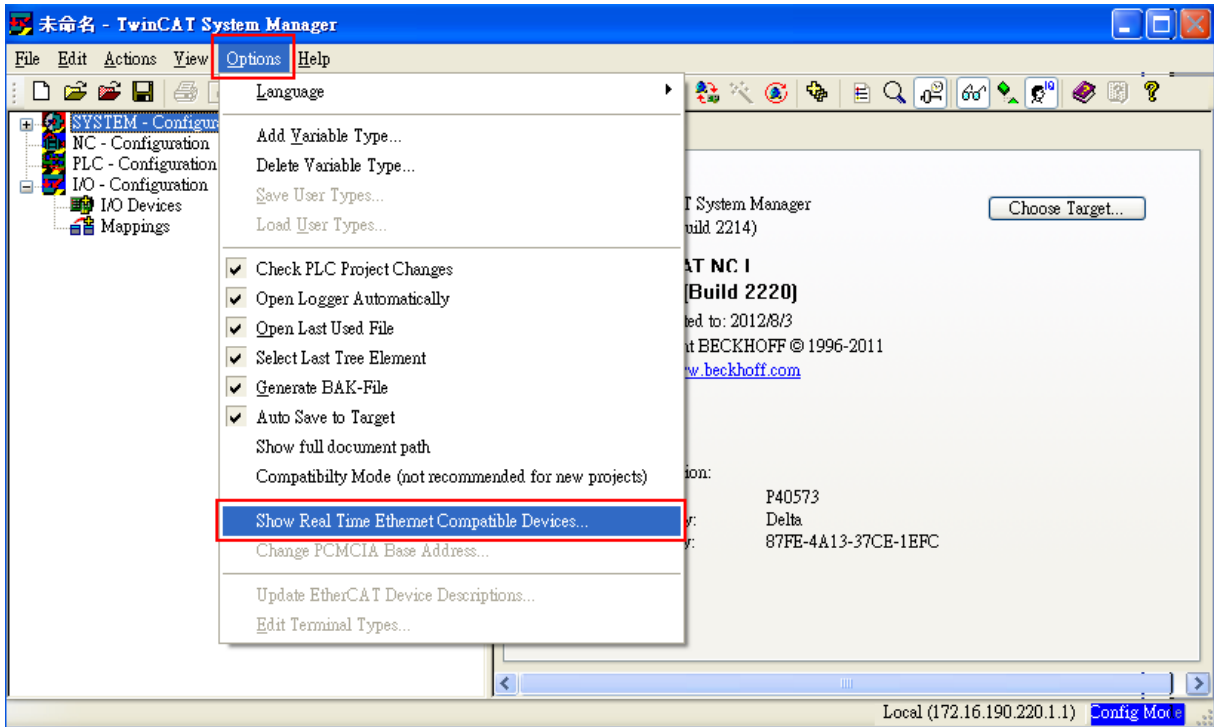 未命名 - TwinCAT System Manager
File Edit Actions View Options Help
Language
Add Variable Type...
Delete Variable Type...
Save User Types...
Load User Types...
Check PLC Project Changes
Open Logger Automatically
Open Last Used File
Select Last Tree Element
Generate BAK-File
Auto Save to Target
Show full document path
Compatibilty Mode (not recommended for new projects)
Show Real Time Ethernet Compatible Devices...
Change PCMCIA Base Address...
Update EtherCAT Device Descriptions...
Edit Terminal Types...
SYSTEM - Configur
NC - Configuration
PLC - Configuration
I/O - Configuration
I/O Devices
Mappings
T System Manager
uild 2214)
Choose Target...
AT NC I
(Build 2220)
ted to: 2012/8/3
ht BECKHOFF © 1996-2011
w.beckhoff.com
ion:
P40573
y: Delta
y: 87FE-4A13-37CE-1EFC
Local (172.16.190.220.1.1) Config Mode